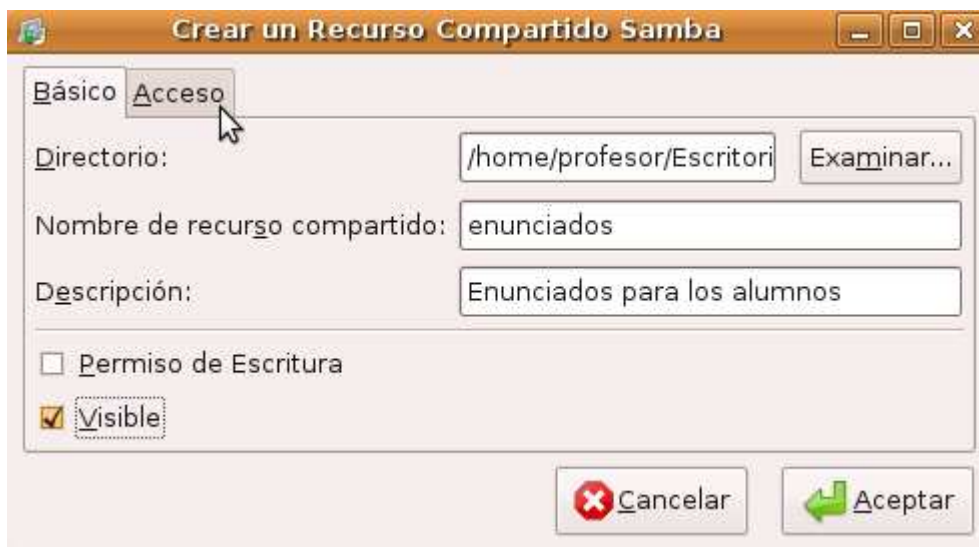 Crear un Recurso Compartido Samba
Básico Acceso
Directorio: /home/profesor/Escritori Examinar...
Nombre de recurso compartido: enunciados
Descripción: Enunciados para los alumnos
Permiso de Escritura
Visible
Cancelar Aceptar